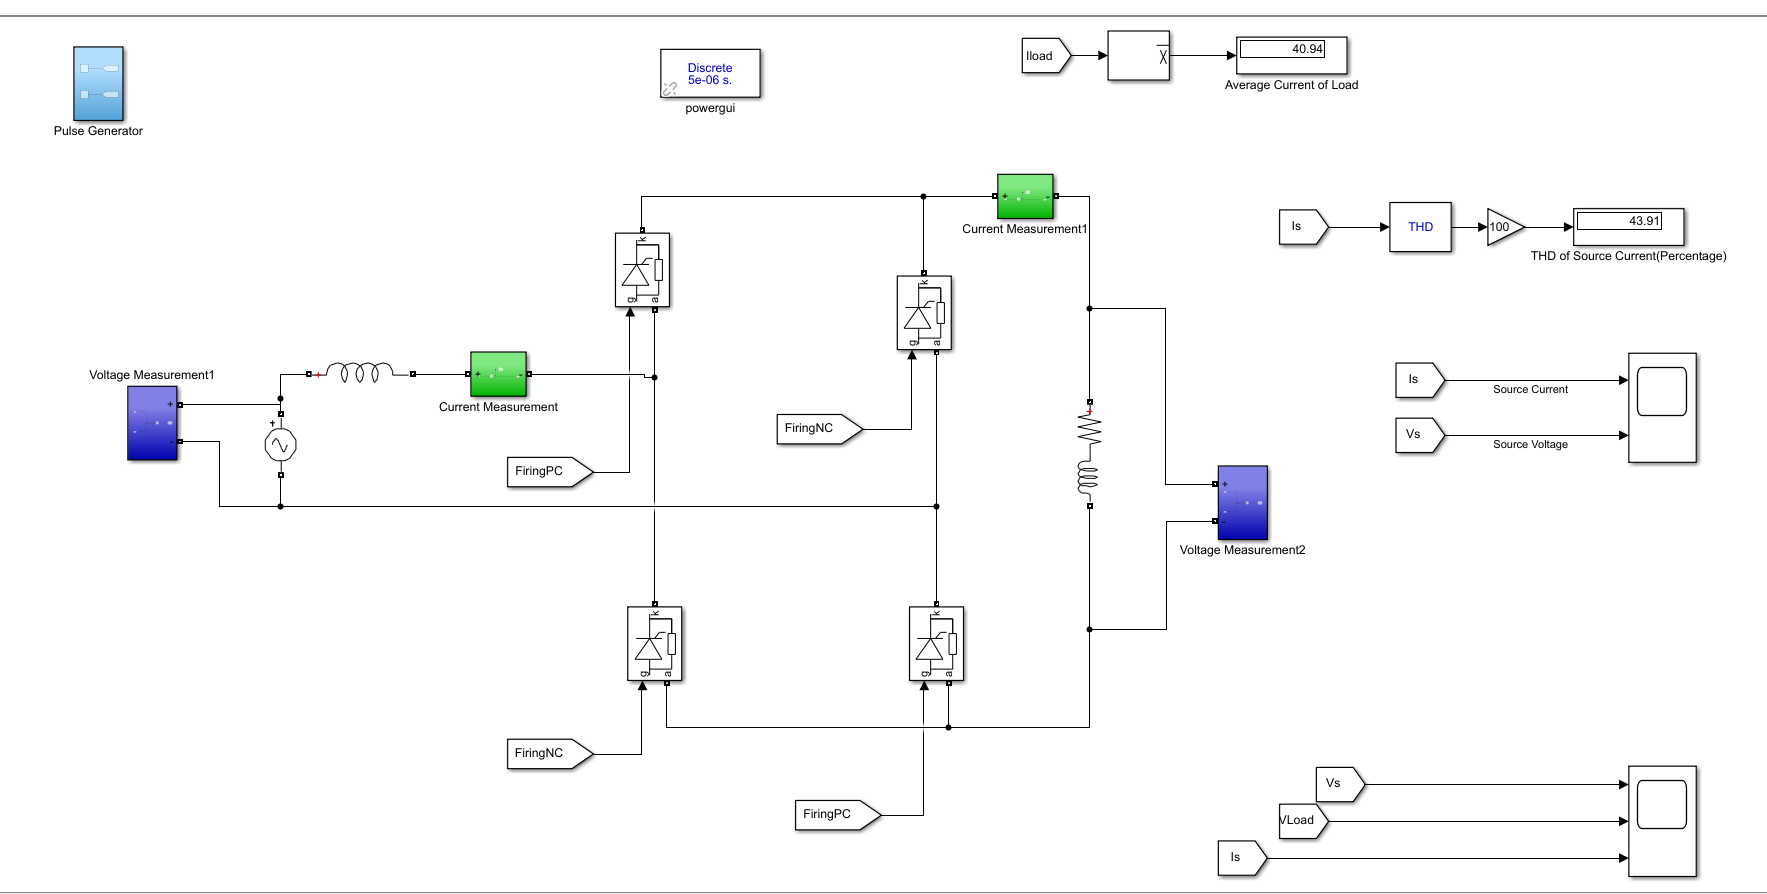 Pulse Generator
Discrete
5e-06 s.
powergui
Iload
x
40.94
Average Current of Load
Current Measurement1
Is
THD
100
43.91
THD of Source Current(Percentage)
k
g
a
k
g
a
Voltage Measurement1
+
-
+
+
+
-
Current Measurement
+
-
FiringPC
FiringNC
+
Is
Source Current
Vs
Source Voltage
+
-
Voltage Measurement2
k
g
a
k
g
a
FiringNC
FiringPC
Vs
VLoad
Is